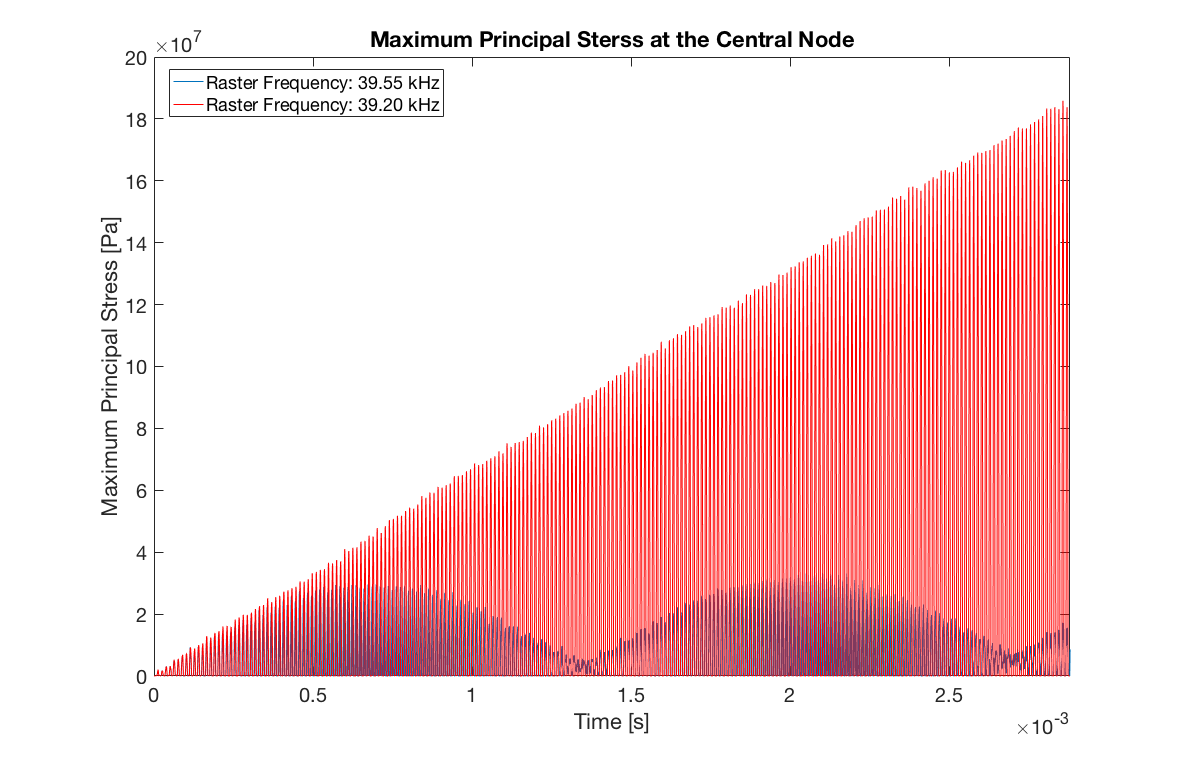 Maximum Principal Sterss at the Central Node
×10^7
20
18
16
14
12
10
8
6
4
2
0
Maximum Principal Stress [Pa]
Raster Frequency: 39.55 kHz
Raster Frequency: 39.20 kHz
0 0.5 1 1.5 2 2.5
Time [s]
×10^-3